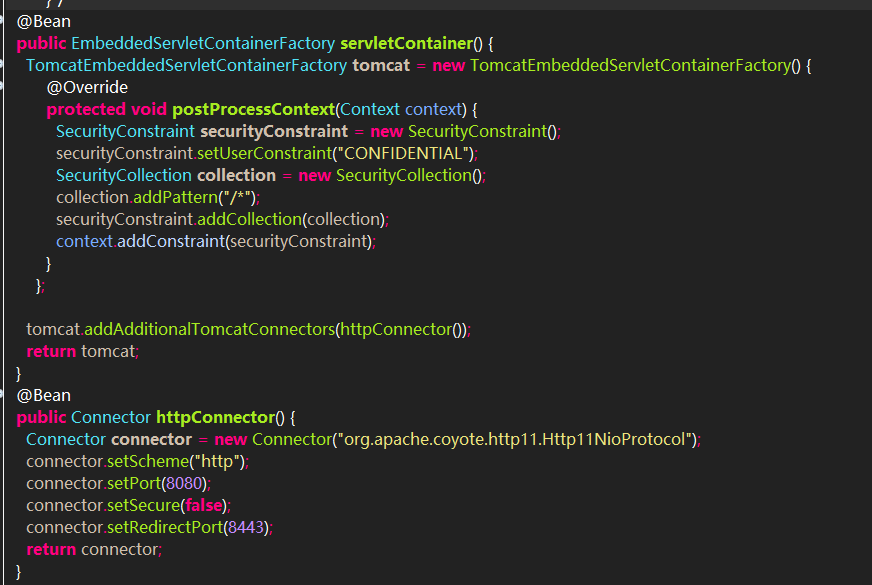 } /
@Bean
public EmbeddedServletContainerFactory servletContainer() {
TomcatEmbeddedServletContainerFactory tomcat = new TomcatEmbeddedServletContainerFactory() {
@Override
protected void postProcessContext(Context context) {
SecurityConstraint securityConstraint = new SecurityConstraint();
securityConstraint.setUserConstraint("CONFIDENTIAL");
SecurityCollection collection = new SecurityCollection();
collection.addPattern("/*");
securityConstraint.addCollection(collection);
context.addConstraint(securityConstraint);
}
};
tomcat.addAdditionalTomcatConnectors(httpConnector());
return tomcat;
}
@Bean
public Connector httpConnector() {
Connector connector = new Connector("org.apache.coyote.http11.Http11NioProtocol");
connector.setScheme("http");
connector.setPort(8080);
connector.setSecure(false);
connector.setRedirectPort(8443);
return connector;
}